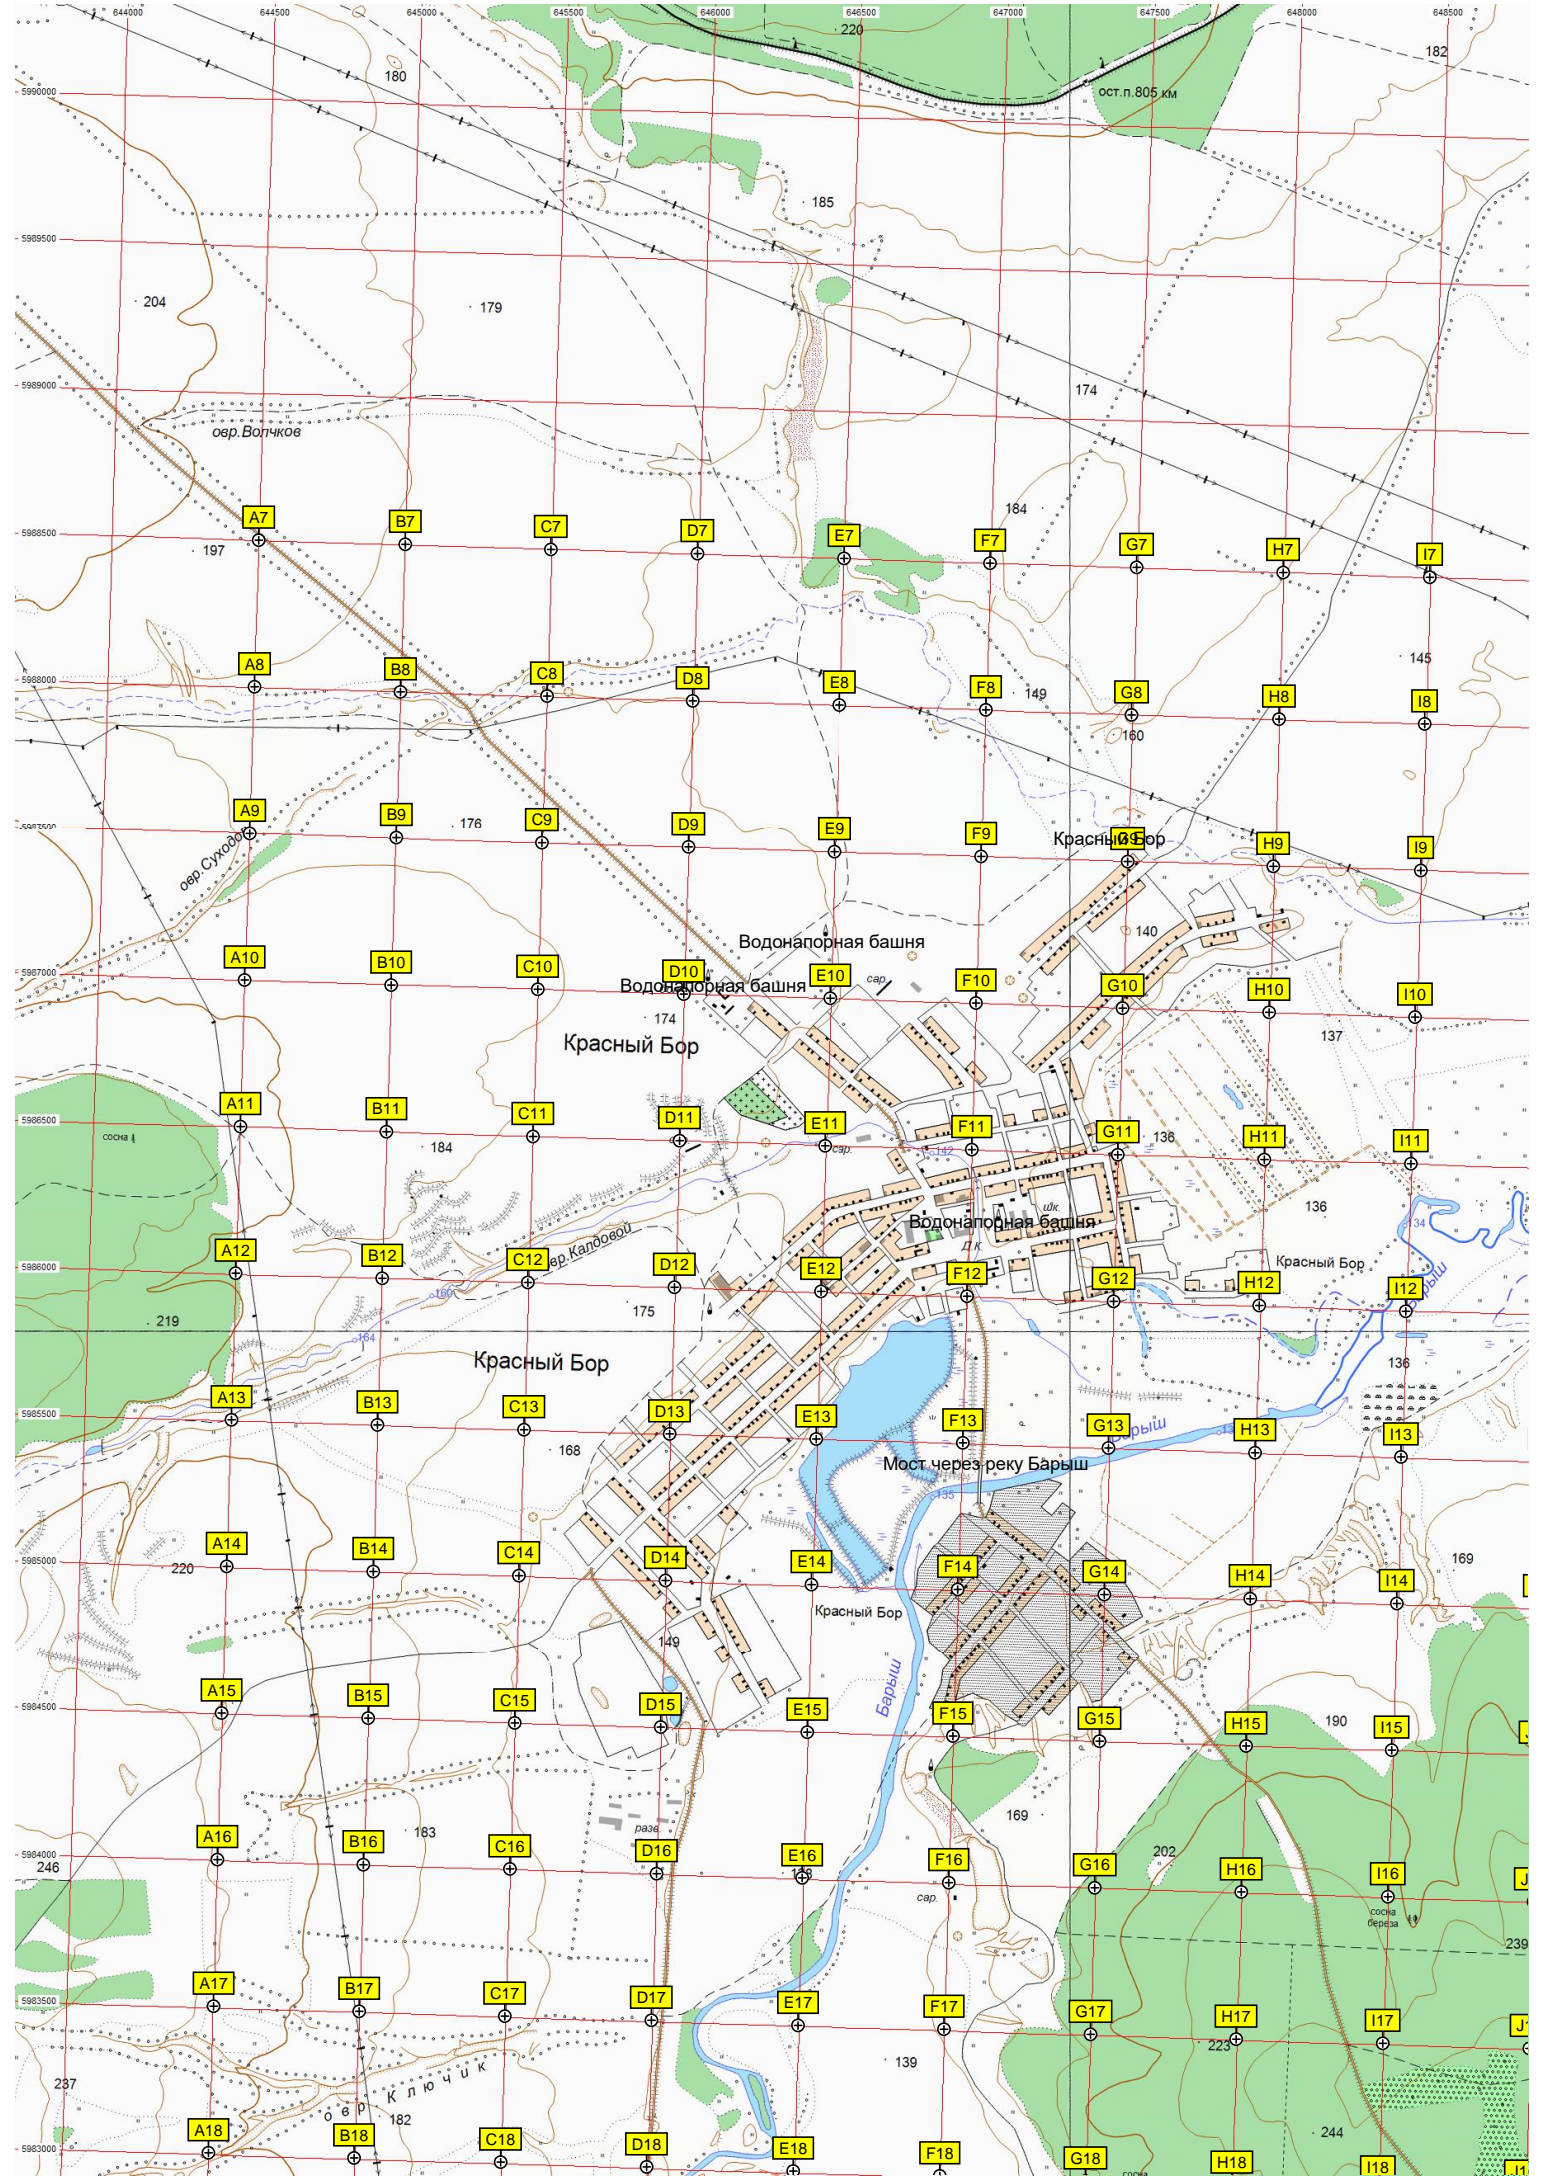 644000 644500 645000 645500 646000 646500 647000 647500 648000 648500
220
182
180
5990000
ост.п.805 км
185
5989500
204
179
5989000
174
овр.Волчков
184
A7 B7 C7 D7 E7 F7 G7 H7 I7
5988500
197
145
A8 B8 C8 D8 E8 F8 G8 H8 I8
5988000
149
160
A9 B9 C9 D9 E9 F9 G9 H9 I9
176
Красный Бор
140
Водонапорная башня
A10 B10 C10 D10 E10 F10 G10 H10 I10
5987000
сар.
Водонапорная башня
174
137
Красный Бор
A11 B11 C11 D11 E11 F11 G11 H11 I11
5986500
сосна
184
сар.
142
136
136
шк.
Водонапорная башня
134
Д.К.
A12 B12 C12 D12 E12 F12 G12 H12 I12
Красный Бор
5986000
160
175
219
164
136
Красный Бор
A13 B13 C13 D13 E13 F13 G13 H13 I13
5985500
Барыш
168
Мост через реку Барыш
135
A14 B14 C14 D14 E14 F14 G14 H14 I14
5985000
220
169
Красный Бор
149
Барыш
A15 B15 C15 D15 E15 F15 G15 H15 I15
5984500
190
169
183
202
A16 B16 C16 D16 E16 F16 G16 H16 I16
5984000
246
сар.
сосна
береза
239
A17 B17 C17 D17 E17 F17 G17 H17 I17
5983500
223
139
237
овр Ключик
182
244
A18 B18 C18 D18 E18 F18 G18 H18 I18
5983000